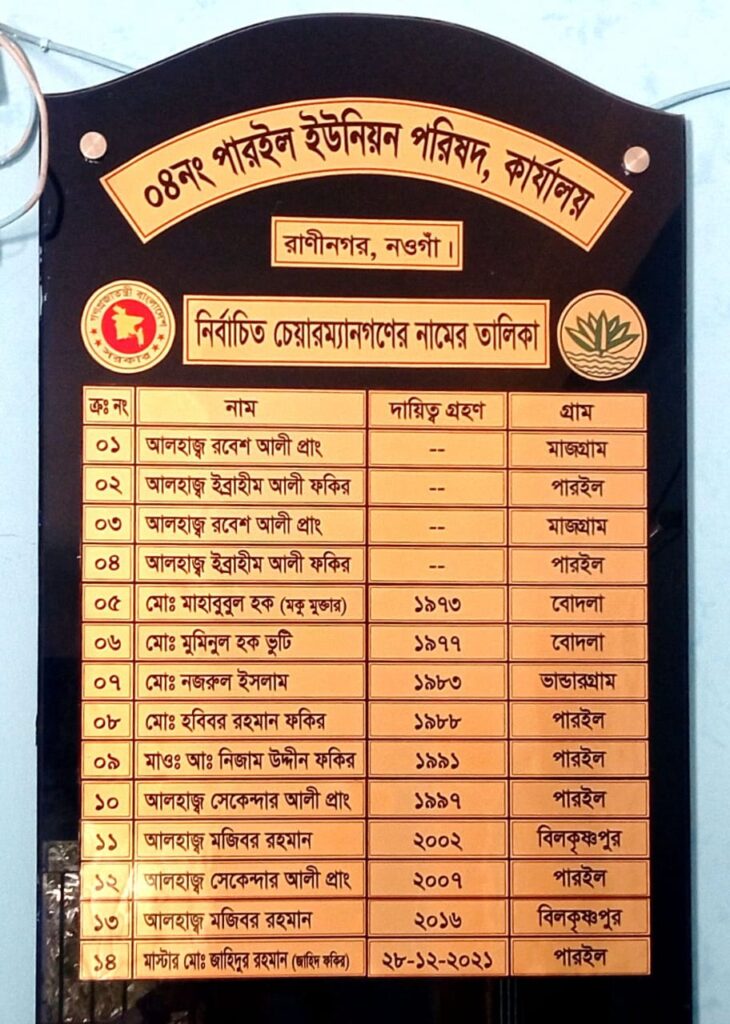 ০৪নং পারইল ইউনিয়ন পরিষদ, কার্যালয়
রাণীনগর, নওগাঁ।
গণপ্রজাতন্ত্রী বাংলাদেশ
সরকার
নির্বাচিত চেয়ারম্যানগণের নামের তালিকা
ক্রঃ নং নাম দায়িত্ব গ্রহণ গ্রাম
০১ আলহাজ্ব রবেশ আলী প্রাং -- মাজগ্রাম
০২ আলহাজ্ব ইব্রাহীম আলী ফকির -- পারইল
০৩ আলহাজ্ব রবেশ আলী প্রাং -- মাজগ্রাম
০৪ আলহাজ্ব ইব্রাহীম আলী ফকির -- পারইল
০৫ মোঃ মাহাবুবুল হক (মকু মুক্তার) ১৯৭৩ বোদলা
০৬ মোঃ মুমিনুল হক ভুটি ১৯৭৭ বোদলা
০৭ মোঃ নজরুল ইসলাম ১৯৮৩ ভান্ডারগ্রাম
০৮ মোঃ হবিবর রহমান ফকির ১৯৮৮ পারইল
০৯ মাওঃ আঃ নিজাম উদ্দীন ফকির ১৯৯১ পারইল
১০ আলহাজ্ব সেকেন্দার আলী প্রাং ১৯৯৭ পারইল
১১ আলহাজ্ব মজিবর রহমান ২০০২ বিলকৃষ্ণপুর
১২ আলহাজ্ব সেকেন্দার আলী প্রাং ২০০৭ পারইল
১৩ আলহাজ্ব মজিবর রহমান ২০১৬ বিলকৃষ্ণপুর
১৪ মাস্টার মোঃ জাহিদুর রহমান (জাহিদ ফকির) ২৮-১২-২০২১ পারইল